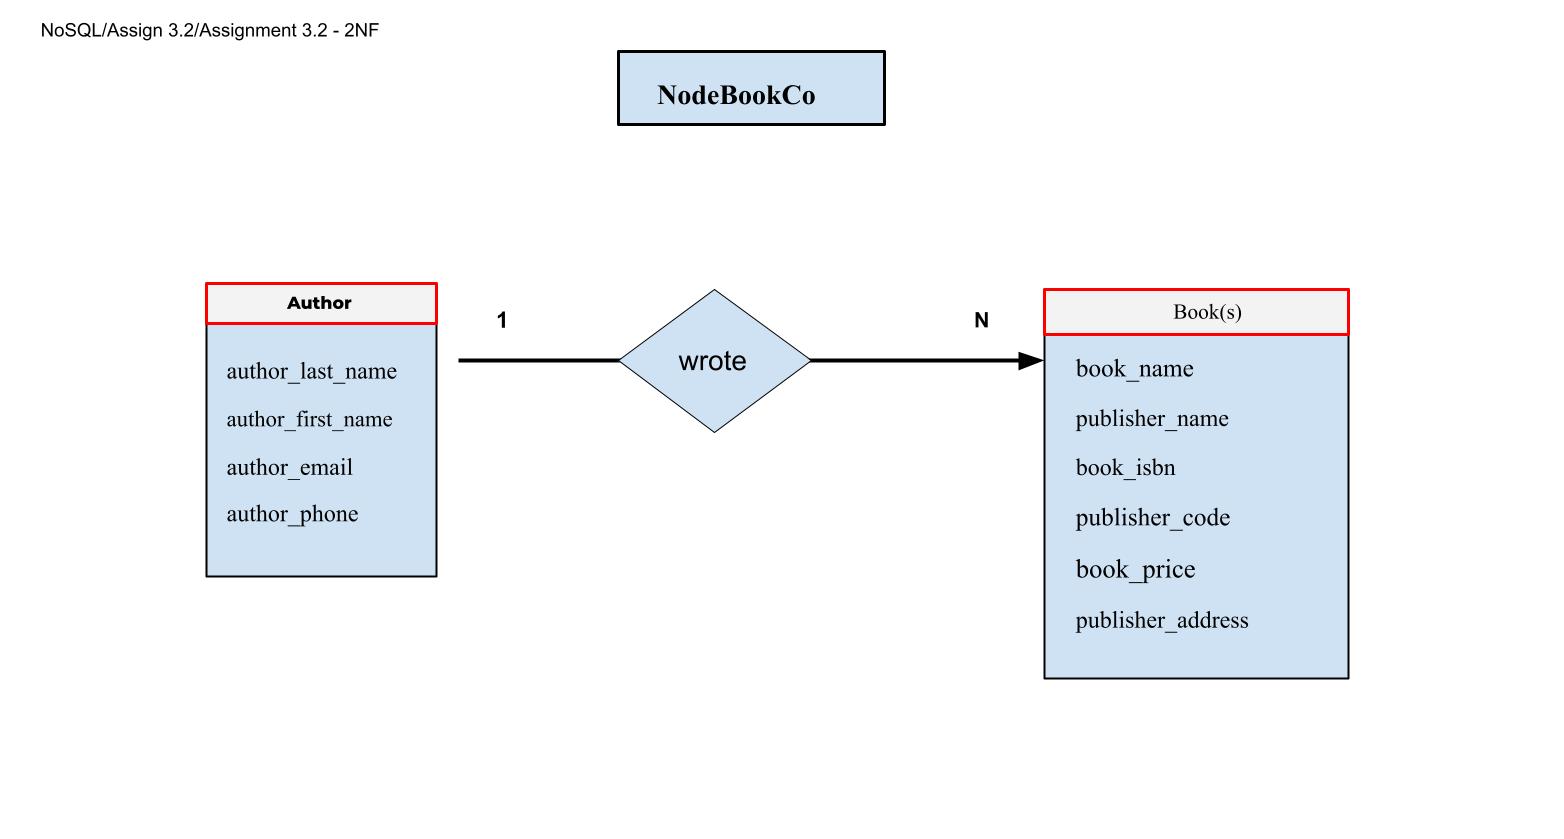 NoSQL/Assign 3.2/Assignment 3.2 - 2NF
NodeBookCo
Author
author_last_name
author_first_name
author_email
author_phone
1
wrote
N
Book(s)
book_name
publisher_name
book_isbn
publisher_code
book_price
publisher_address